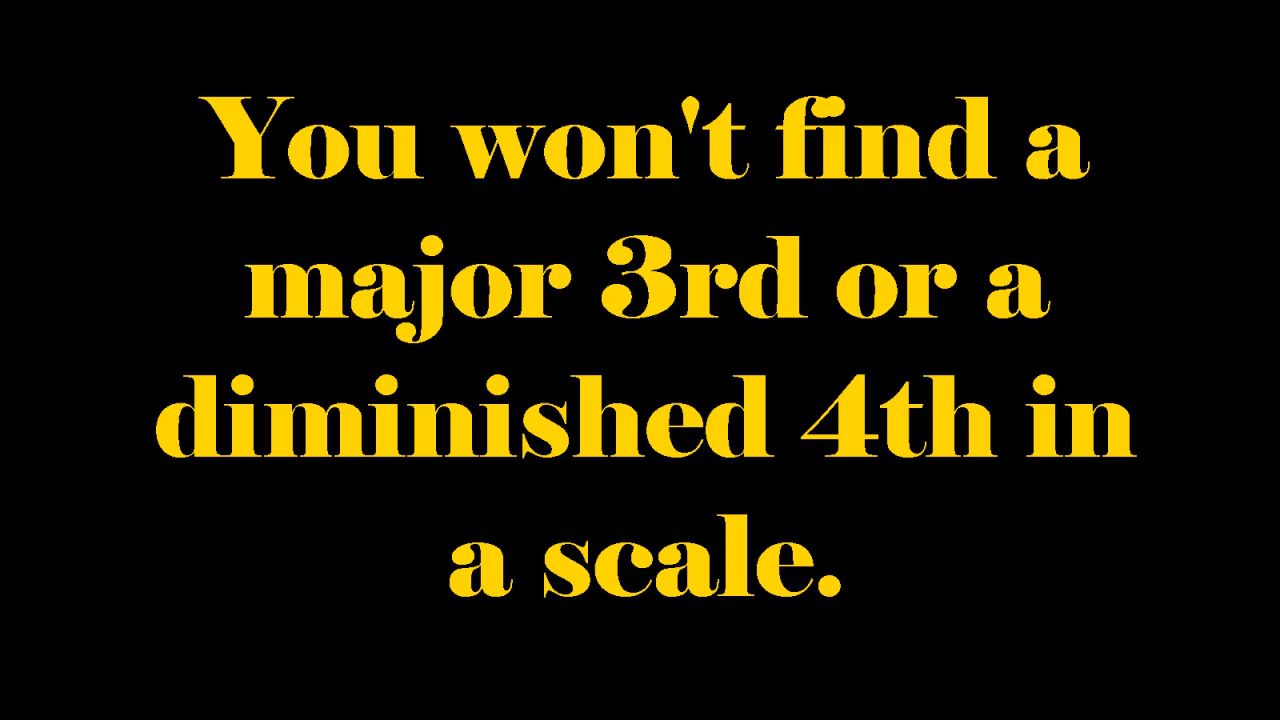 You won't find a
major 3rd or a
diminished 4th in
a scale.